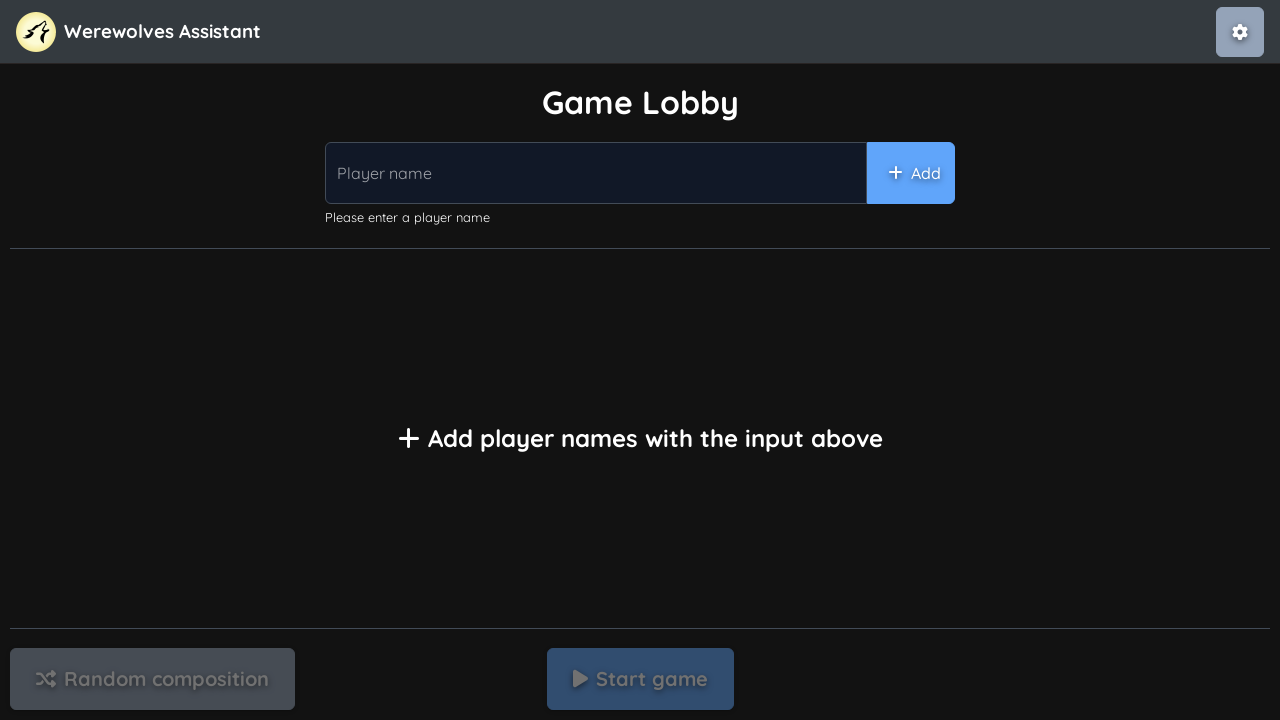 Werewolves Assistant
Game Lobby
Player name
Add
Please enter a player name
Add player names with the input above
Random composition
Start game